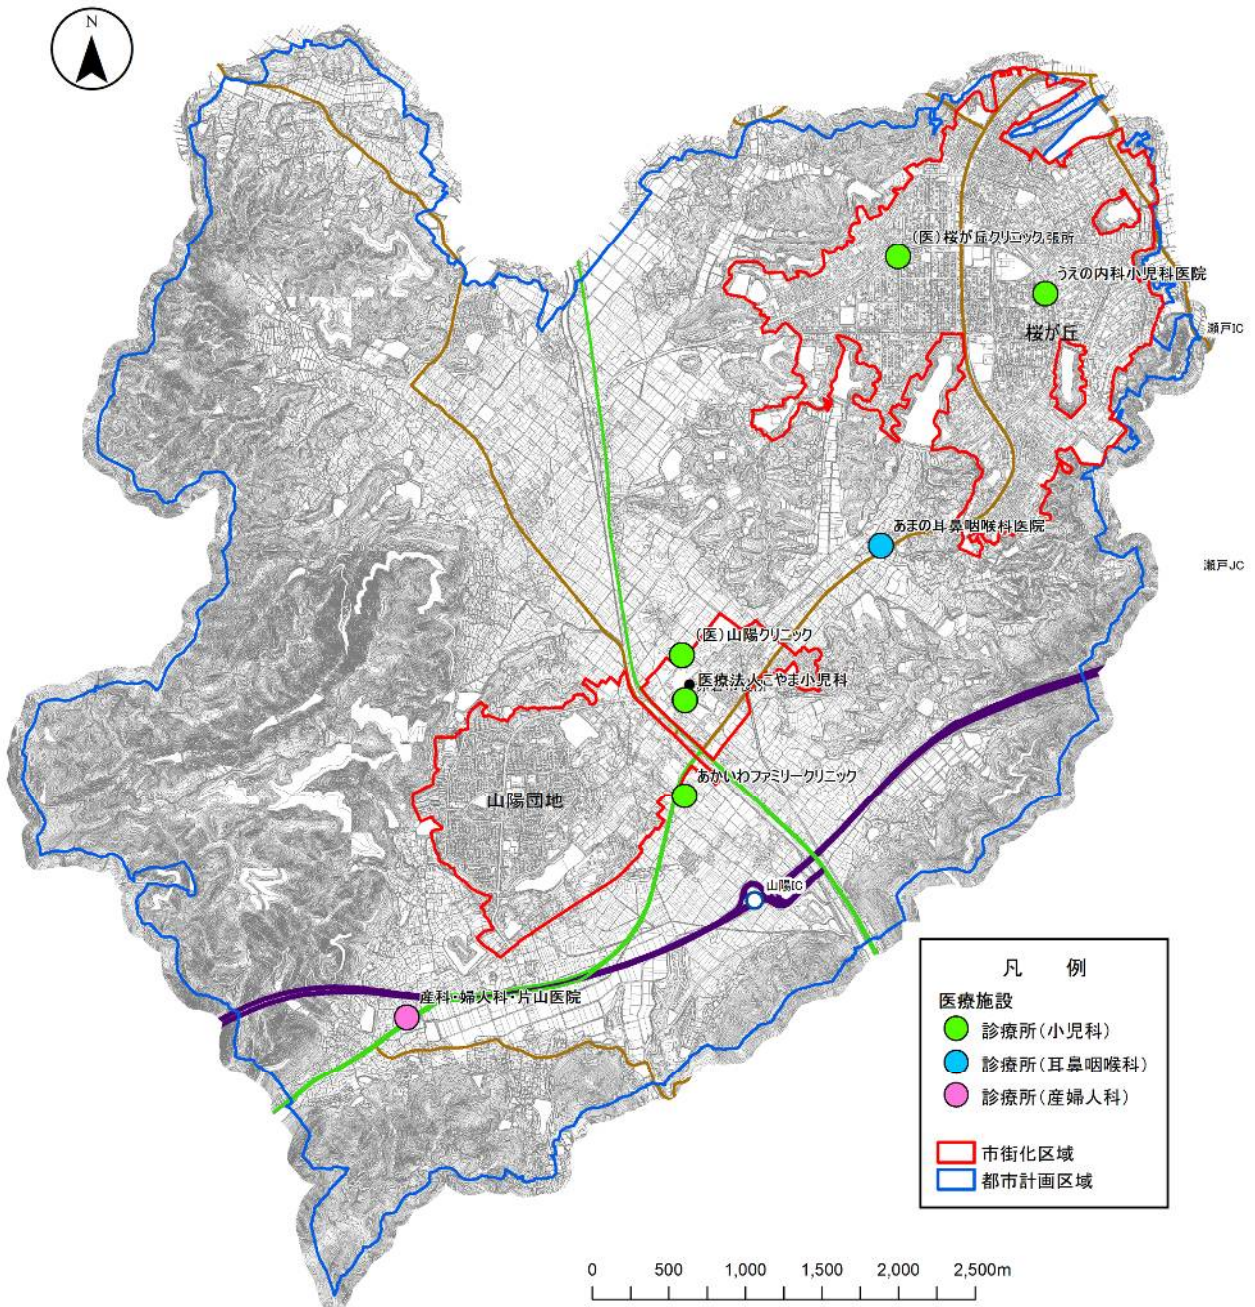 N
(医)桜が丘クリニック
張所
うえの内科小児科医院
桜が丘
瀬戸IC
あまの耳鼻咽喉科医院
瀬戸JC
(医)山陽クリニック
医療法人こやま小児科
あかいわファミリークリニック
山陽団地
山陽IC
産科・婦人科・片山医院
凡 例
医療施設
診療所(小児科)
診療所(耳鼻咽喉科)
診療所(産婦人科)
市街化区域
都市計画区域
0 500 1,000 1,500 2,000 2,500m